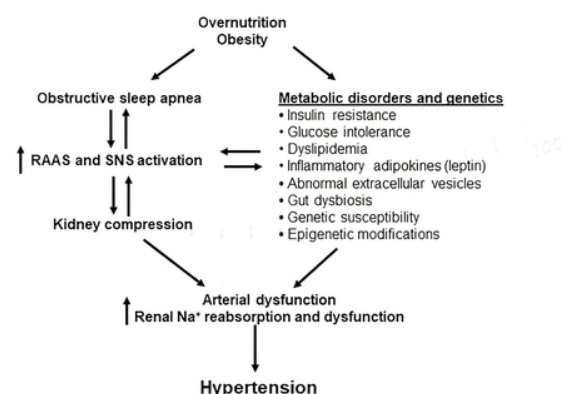 Overnutrition
Obesity
Obstructive sleep apnea
RAAS and SNS activation
Kidney compression
Metabolic disorders and genetics
• Insulin resistance
• Glucose intolerance
• Dyslipidemia
• Inflammatory adipokines (leptin)
• Abnormal extracellular vesicles
• Gut dysbiosis
• Genetic susceptibility
• Epigenetic modifications
Arterial dysfunction
Renal Na⁺ reabsorption and dysfunction
Hypertension